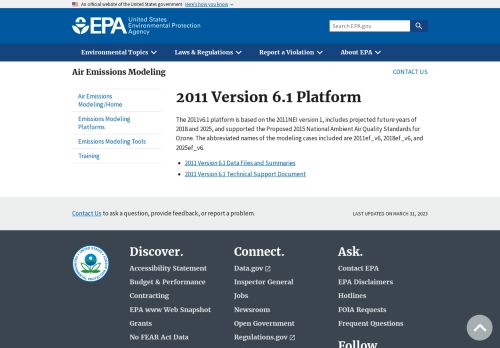 An official website of the United States government Here's how you know
EPA United States Environmental Protection Agency
Search EPA.gov
Environmental Topics Laws & Regulations Report a Violation About EPA
Air Emissions Modeling
CONTACT US
Air Emissions Modeling/Home
Emissions Modeling Platforms
Emissions Modeling Tools
Training
2011 Version 6.1 Platform
The 2011v6.1 platform is based on the 2011NEI version 1, includes projected future years of
2018 and 2025, and supported the Proposed 2015 National Ambient Air Quality Standards for
Ozone. The abbreviated names of the modeling cases included are 2011ef_v6, 2018ef_v6, and
2025ef_v6.
2011 Version 6.1 Data Files and Summaries
2011 Version 6.1 Technical Support Document
Contact Us to ask a question, provide feedback, or report a problem.
LAST UPDATED ON MARCH 31, 2023
Discover.
Accessibility Statement
Budget & Performance
Contracting
EPA www Web Snapshot
Grants
No FEAR Act Data
Connect.
Data.gov
Inspector General
Jobs
Newsroom
Open Government
Regulations.gov
Ask.
Contact EPA
EPA Disclaimers
Hotlines
FOIA Requests
Frequent Questions
Follow